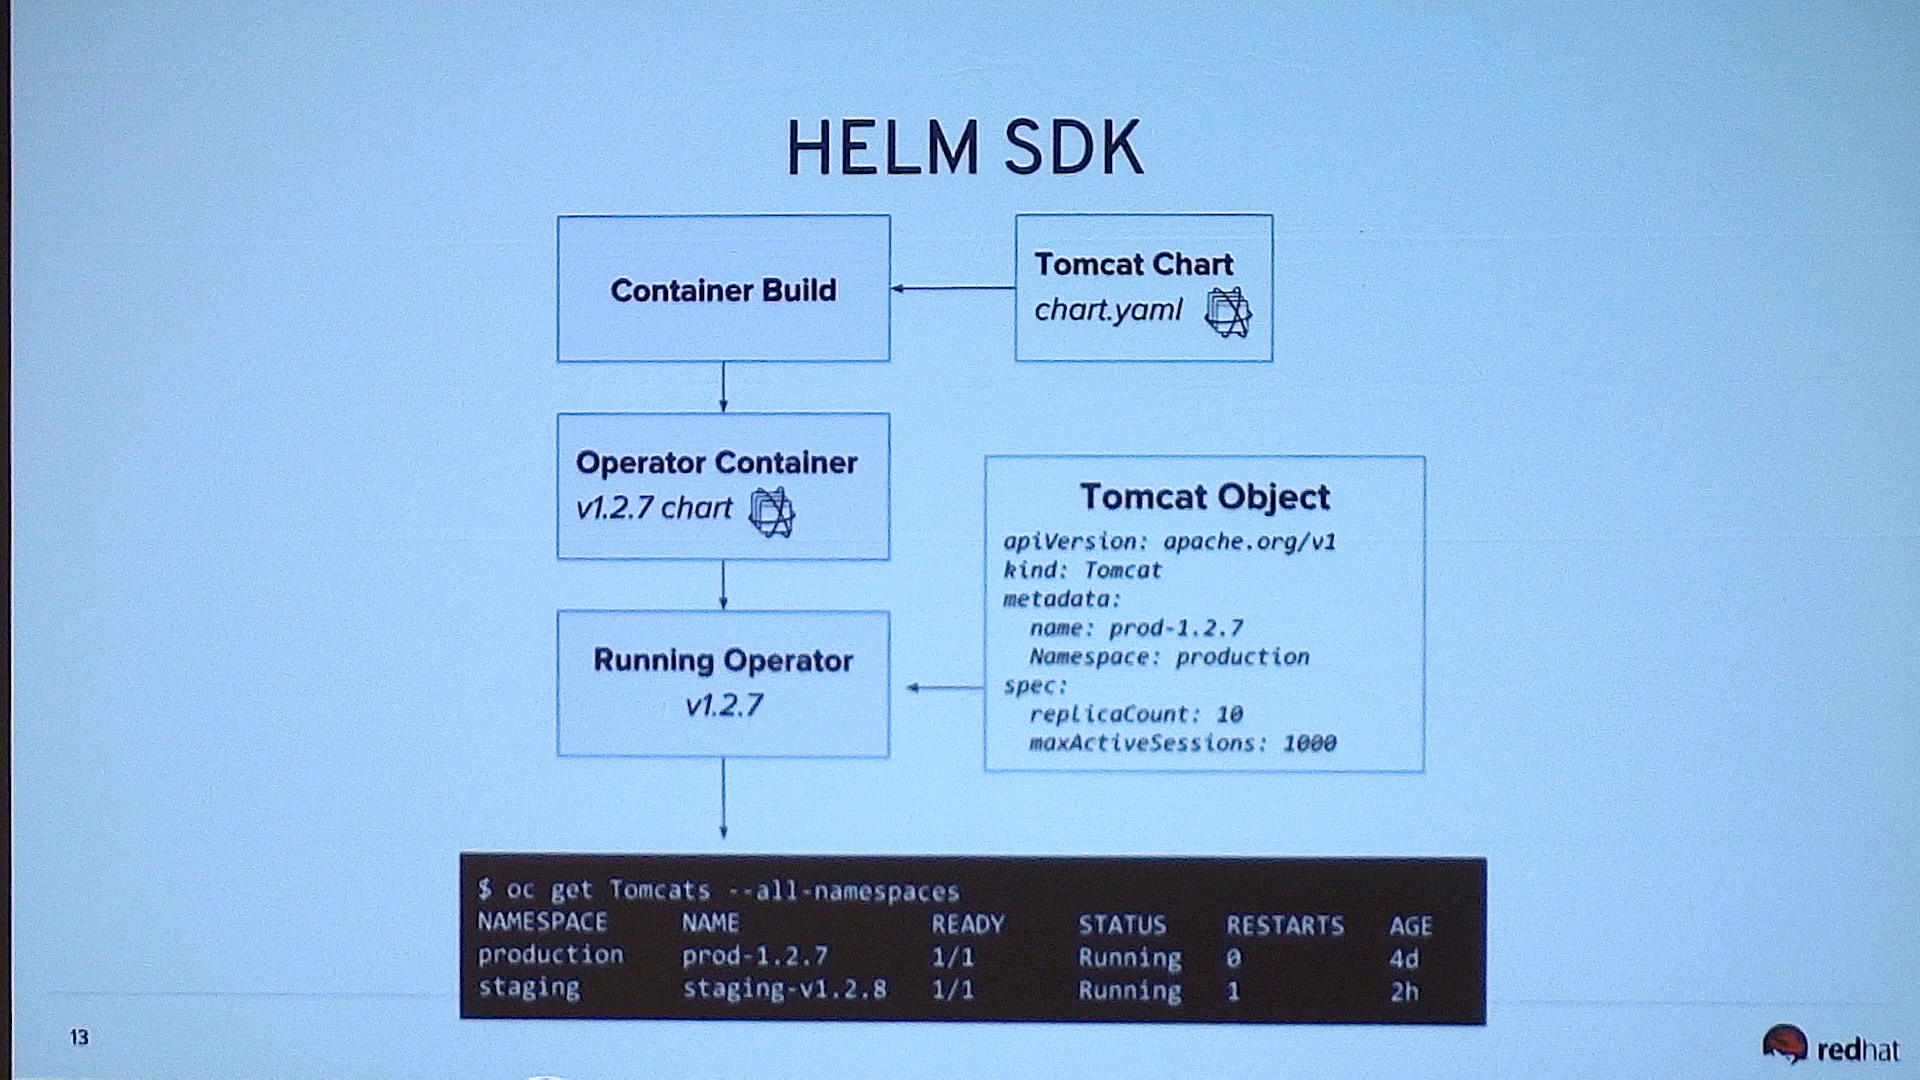 HELM SDK
Container Build
Tomcat Chart
chart.yaml
Operator Container
v1.2.7 chart
Tomcat Object
apiVersion: apache.org/v1
kind: Tomcat
metadata:
name: prod-1.2.7
Namespace: production
spec:
replicaCount: 10
maxActiveSessions: 1000
Running Operator
v1.2.7
$ oc get Tomcats --all-namespaces
NAMESPACE NAME READY STATUS RESTARTS AGE
production prod-1.2.7 1/1 Running 0 4d
staging staging-v1.2.8 1/1 Running 1 2h
13
redhat